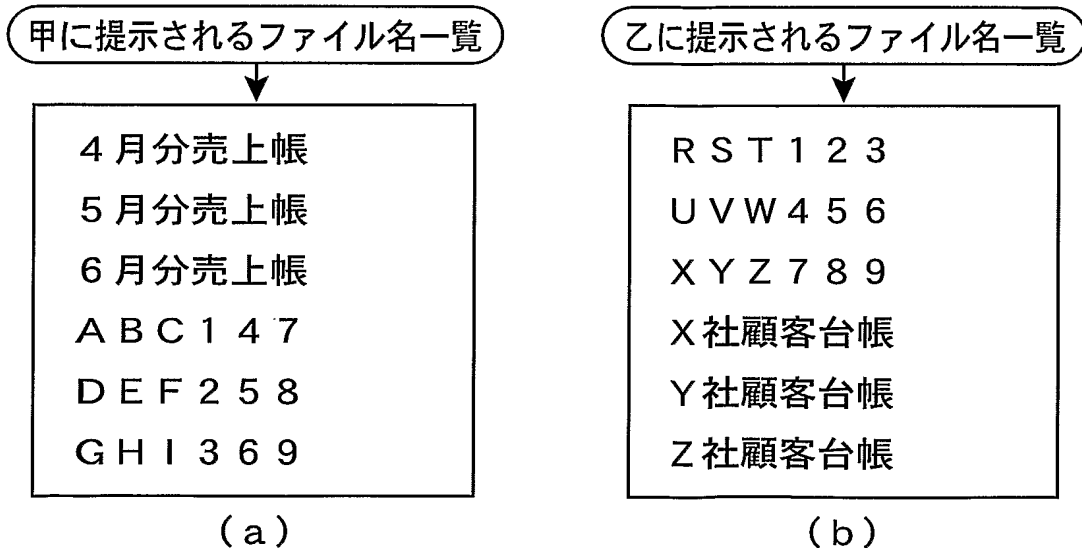 甲に提示されるファイル名一覧
4月分売上帳
5月分売上帳
6月分売上帳
ABC147
DEF258
GHI369
(a)
乙に提示されるファイル名一覧
RST123
UVW456
XYZ789
X社顧客台帳
Y社顧客台帳
Z社顧客台帳
(b)